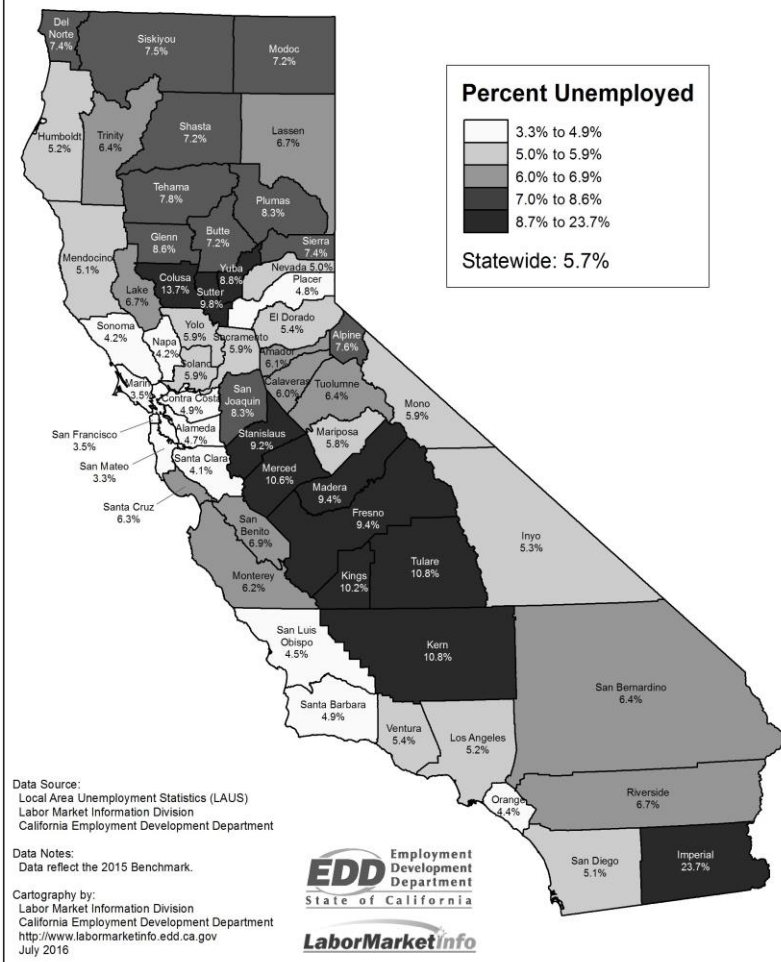 Del
Norte
7.4%
Siskiyou
7.5%
Modoc
7.2%
Humboldt
5.2%
Trinity
6.4%
Shasta
7.2%
Lassen
6.7%
Tehama
7.8%
Plumas
8.3%
Mendocino
5.1%
Glenn
8.6%
Butte
7.2%
Sierra
7.4%
Lake
6.7%
Colusa
13.7%
Sutter
9.8%
Yuba
8.8%
Nevada 5.0%
Placer
4.8%
Sonoma
4.2%
Napa
4.2%
Yolo
5.9%
Sacramento
5.9%
El Dorado
5.4%
Alpine
7.6%
Solano
5.9%
Amador
6.1%
Marin
3.5%
Contra Costa
4.9%
San
Joaquin
8.3%
Calaveras
6.0%
Tuolumne
6.4%
Mono
5.9%
San Francisco
3.5%
Alameda
4.7%
Stanislaus
9.2%
Mariposa
5.8%
San Mateo
3.3%
Santa Clara
4.1%
Merced
10.6%
Madera
9.4%
Santa Cruz
6.3%
San
Benito
6.9%
Fresno
9.4%
Inyo
5.3%
Monterey
6.2%
Kings
10.2%
Tulare
10.8%
San Luis
Obispo
4.5%
Kern
10.8%
San Bernardino
6.4%
Santa Barbara
4.9%
Ventura
5.4%
Los Angeles
5.2%
Orange
4.4%
Riverside
6.7%
San Diego
5.1%
Imperial
23.7%
Percent Unemployed
3.3% to 4.9%
5.0% to 5.9%
6.0% to 6.9%
7.0% to 8.6%
8.7% to 23.7%
Statewide: 5.7%
Data Source:
Local Area Unemployment Statistics (LAUS)
Labor Market Information Division
California Employment Development Department
Data Notes:
Data reflect the 2015 Benchmark.
Cartography by:
Labor Market Information Division
California Employment Development Department
http://www.labormarketinfo.edd.ca.gov
July 2016
EDD
Employment
Development
Department
State of California
LaborMarketInfo